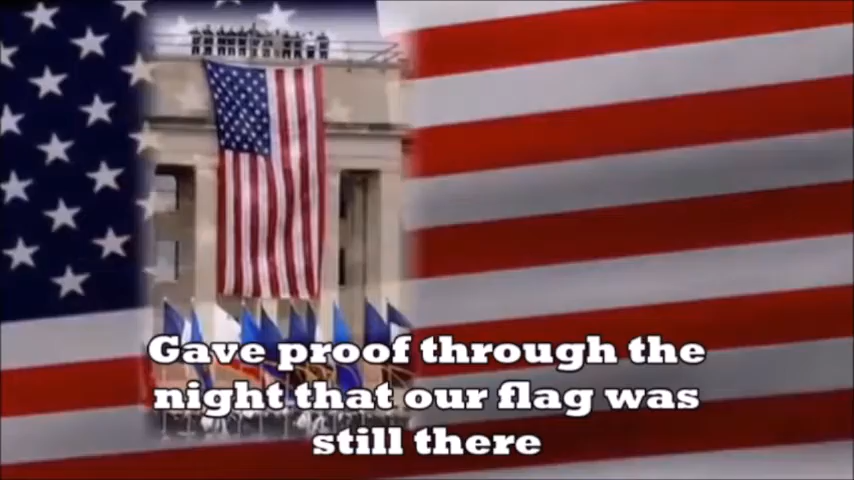 Gave proof through the
night that our flag was
still there